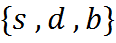 {s , d , b}